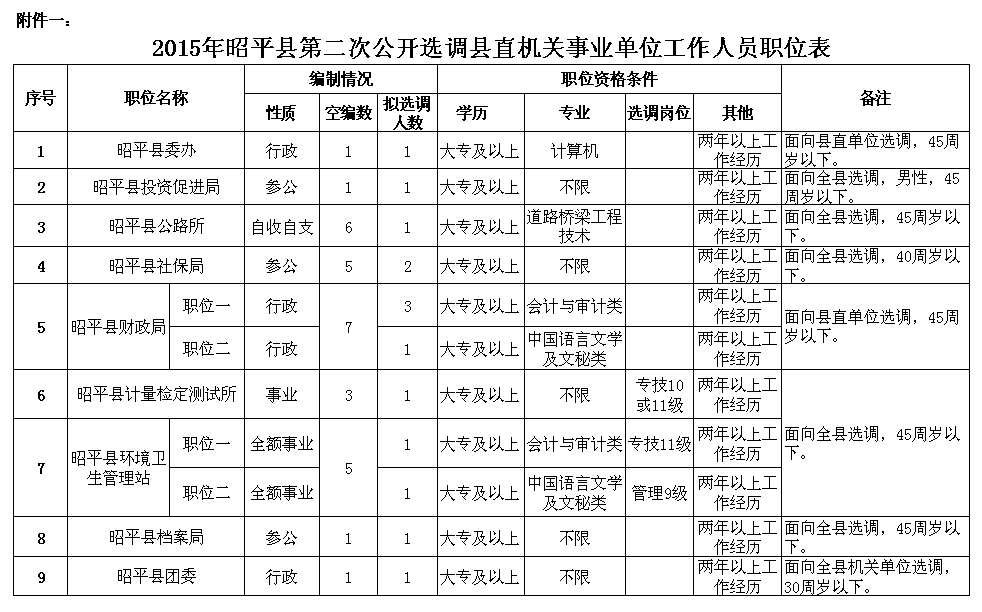 附件一：
2015年昭平县第二次公开选调县直机关事业单位工作人员职位表
序号 职位名称 编制情况 职位资格条件 备注
性质 空编数 拟选调人数 学历 专业 选调岗位 其他
1 昭平县委办 行政 1 1 大专及以上 计算机 两年以上工作经历 面向县直单位选调，45周岁以下。
2 昭平县投资促进局 参公 1 1 大专及以上 不限 两年以上工作经历 面向全县选调，男性，45周岁以下。
3 昭平县公路所 自收自支 6 1 大专及以上 道路桥梁工程技术 两年以上工作经历 面向全县选调，45周岁以下。
4 昭平县社保局 参公 5 2 大专及以上 不限 两年以上工作经历 面向全县选调，40周岁以下。
5 昭平县财政局 职位一 行政 7 3 大专及以上 会计与审计类 两年以上工作经历 面向县直单位选调，45周岁以下。
职位二 行政 1 大专及以上 中国语言文学及文秘类 两年以上工作经历
6 昭平县计量检定测试所 事业 3 1 大专及以上 不限 专技10或11级 两年以上工作经历 面向全县选调，45周岁以下。
7 昭平县环境卫生管理站 职位一 全额事业 5 1 大专及以上 会计与审计类 专技11级 两年以上工作经历
职位二 全额事业 1 大专及以上 中国语言文学及文秘类 管理9级 两年以上工作经历
8 昭平县档案局 参公 1 1 大专及以上 不限 两年以上工作经历 面向全县选调，45周岁以下。
9 昭平县团委 行政 1 1 大专及以上 不限 两年以上工作经历 面向全县机关单位选调，30周岁以下。